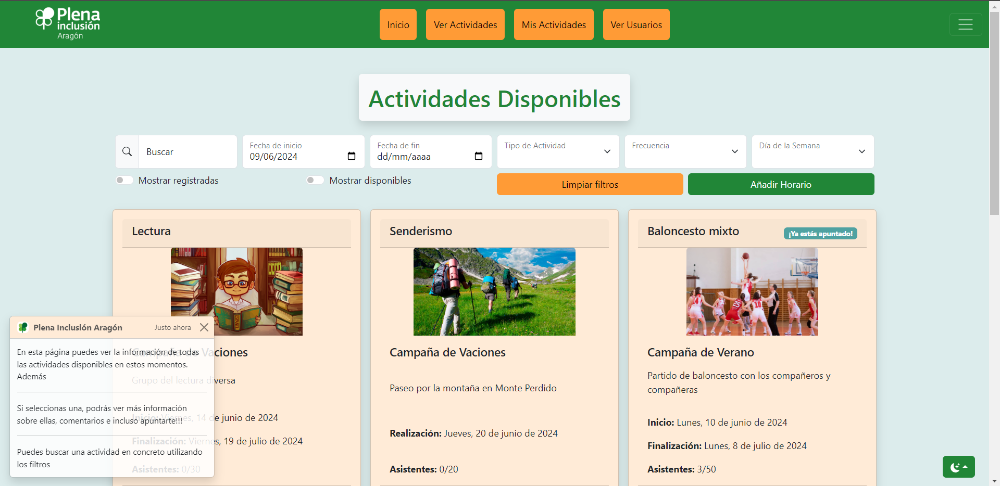 Plena
inclusión
Aragón
Inicio
Ver Actividades
Mis Actividades
Ver Usuarios
Actividades Disponibles
Buscar
Fecha de inicio
09/06/2024
Fecha de fin
dd/mm/aaaa
Tipo de Actividad
Frecuencia
Día de la Semana
Mostrar registradas
Mostrar disponibles
Limpiar filtros
Añadir Horario
Lectura
Campaña de Vaciones
Grupo del lectura diversa
Inicio: Viernes, 14 de junio de 2024
Finalización: Viernes, 19 de julio de 2024
Asistentes: 0/30
Senderismo
Campaña de Vaciones
Paseo por la montaña en Monte Perdido
Realización: Jueves, 20 de junio de 2024
Asistentes: 0/20
Baloncesto mixto
¡Ya estás apuntado!
Campaña de Verano
Partido de baloncesto con los compañeros y
compañeras
Inicio: Lunes, 10 de junio de 2024
Finalización: Lunes, 8 de julio de 2024
Asistentes: 3/50
Plena Inclusión Aragón
Justo ahora
En esta página puedes ver la información de todas
las actividades disponibles en estos momentos.
Además
Si seleccionas una, podrás ver más información
sobre ellas, comentarios e incluso apuntarte!!!
Puedes buscar una actividad en concreto utilizando
los filtros